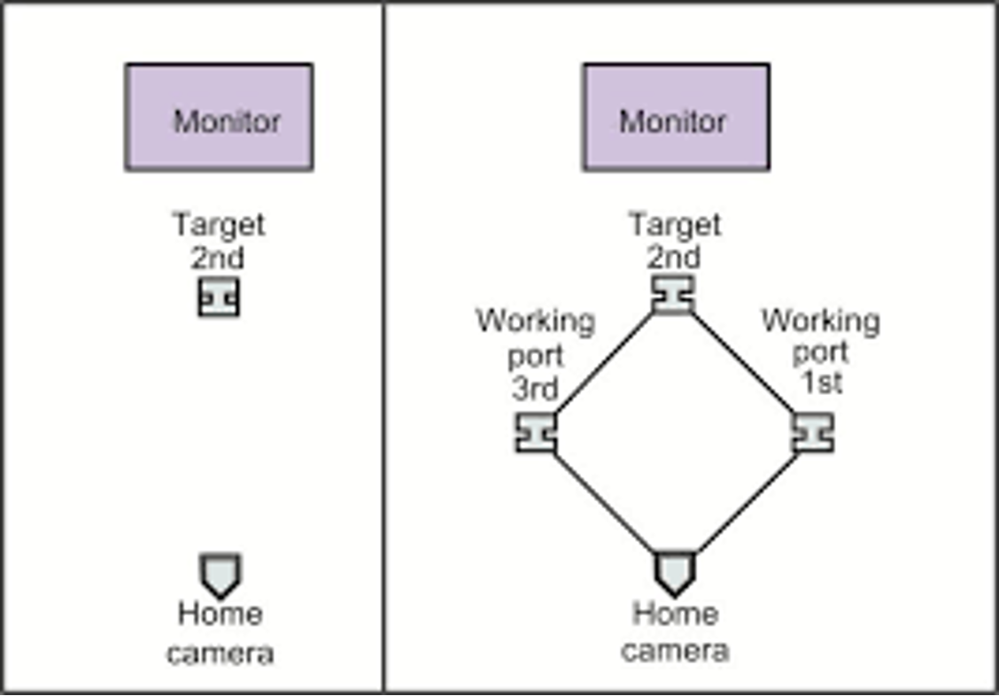 Monitor
Target
2nd
Home
camera
Monitor
Target
2nd
Working
port
3rd
Working
port
1st
Home
camera